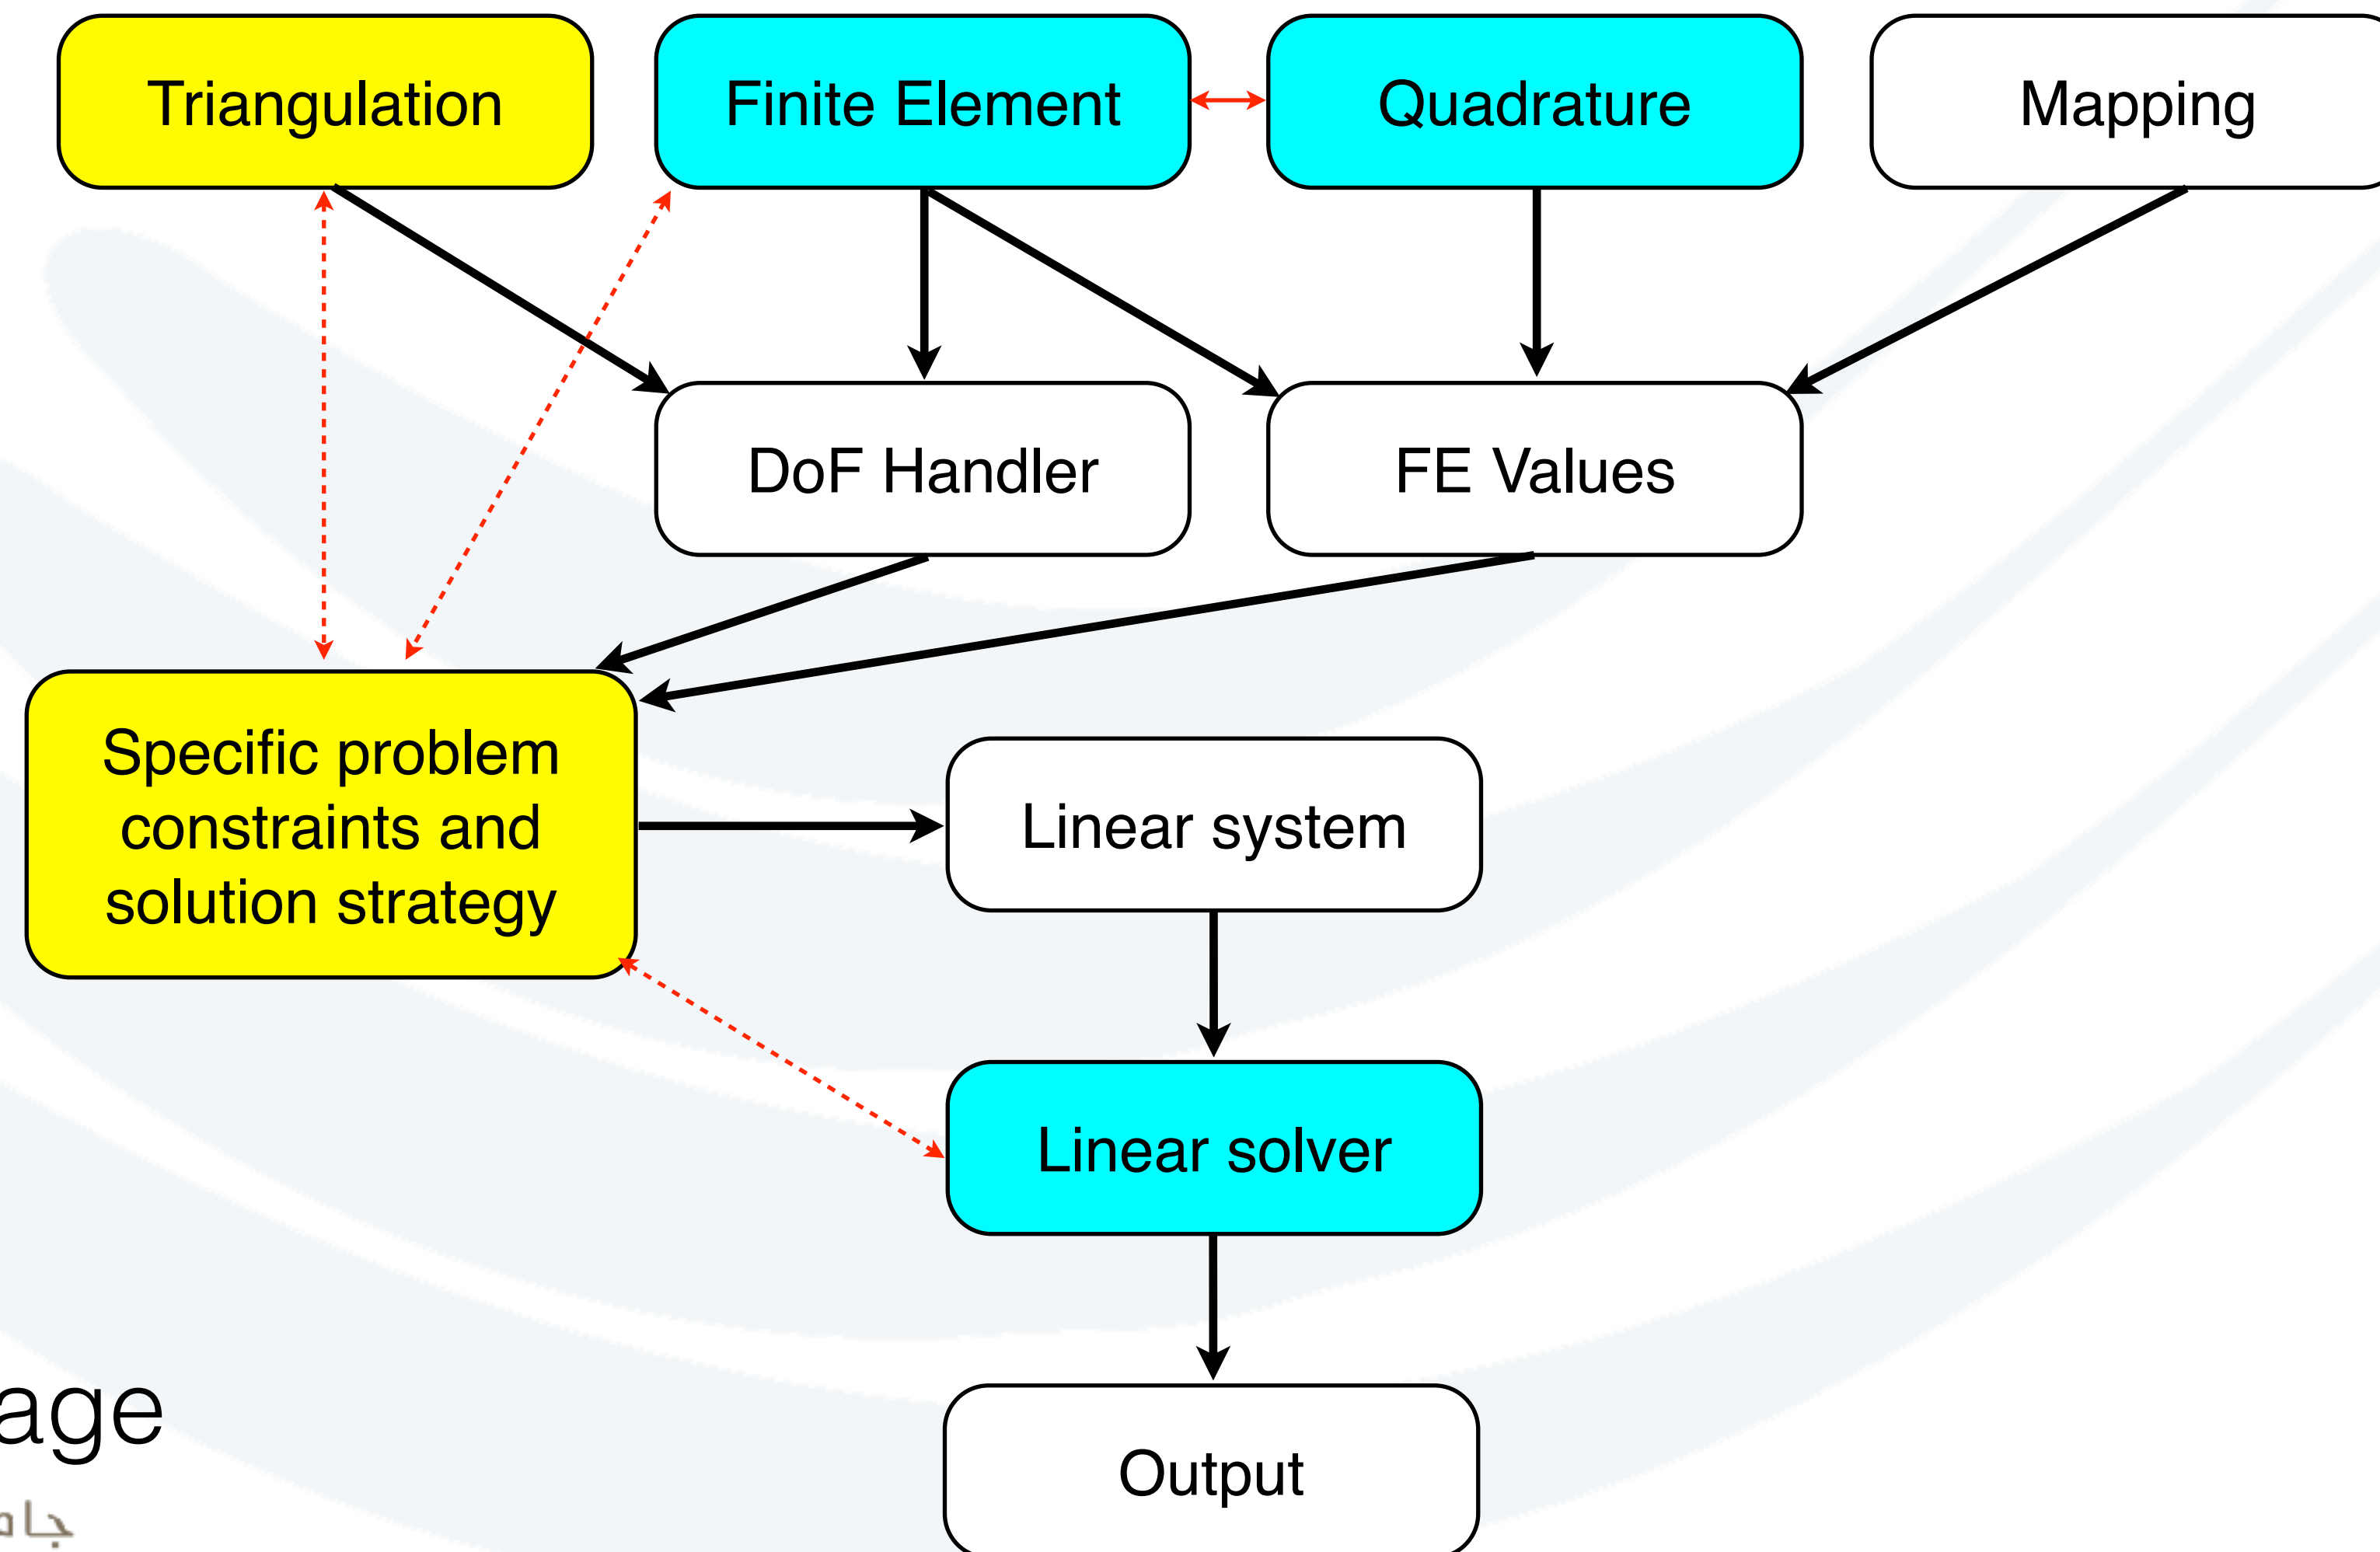 Triangulation
Finite Element
Quadrature
Mapping
DoF Handler
FE Values
Specific problem
constraints and
solution strategy
Linear system
Linear solver
Output
age
جام